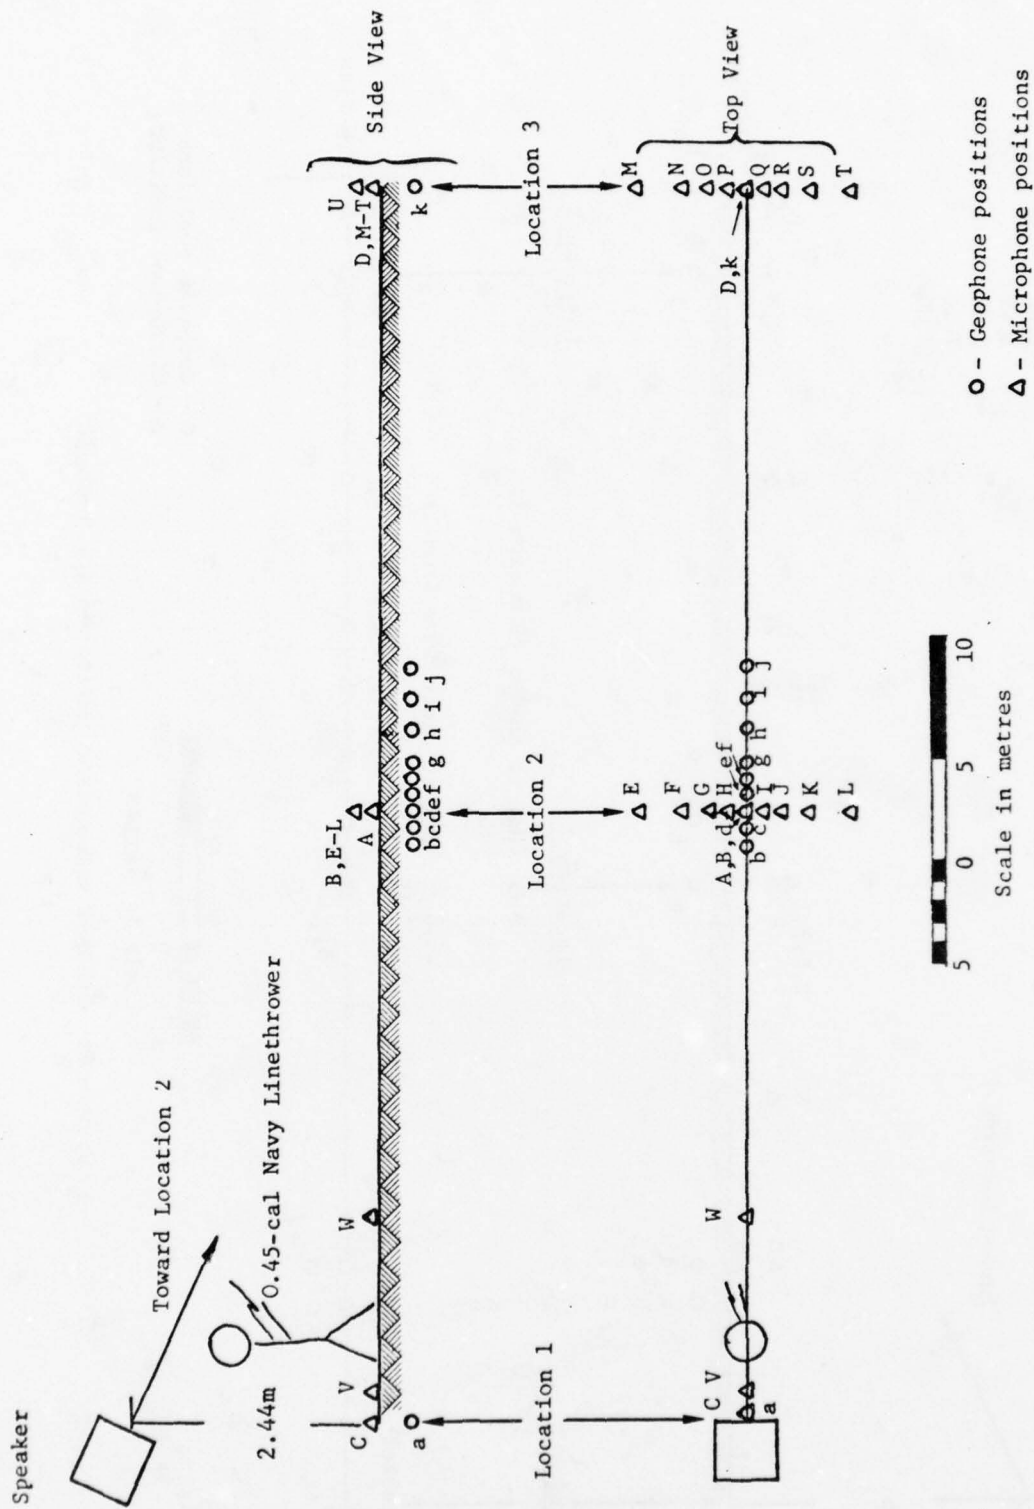 Speaker
Toward Location 2
2.44m
0.45-cal Navy Linethrower
C
V
W
B,E-L
A
U
D,M-T
Side View
a
bcdef g h i j
k
Location 1
Location 2
Location 3
C V
a
W
E
F
G
H
A,B,d
ef
b
c
I
g
h
i
j
J
K
L
M
N
O
P
D,k
Q
R
S
T
Top View
5 0 5 10
Scale in metres
O - Geophone positions
Δ - Microphone positions